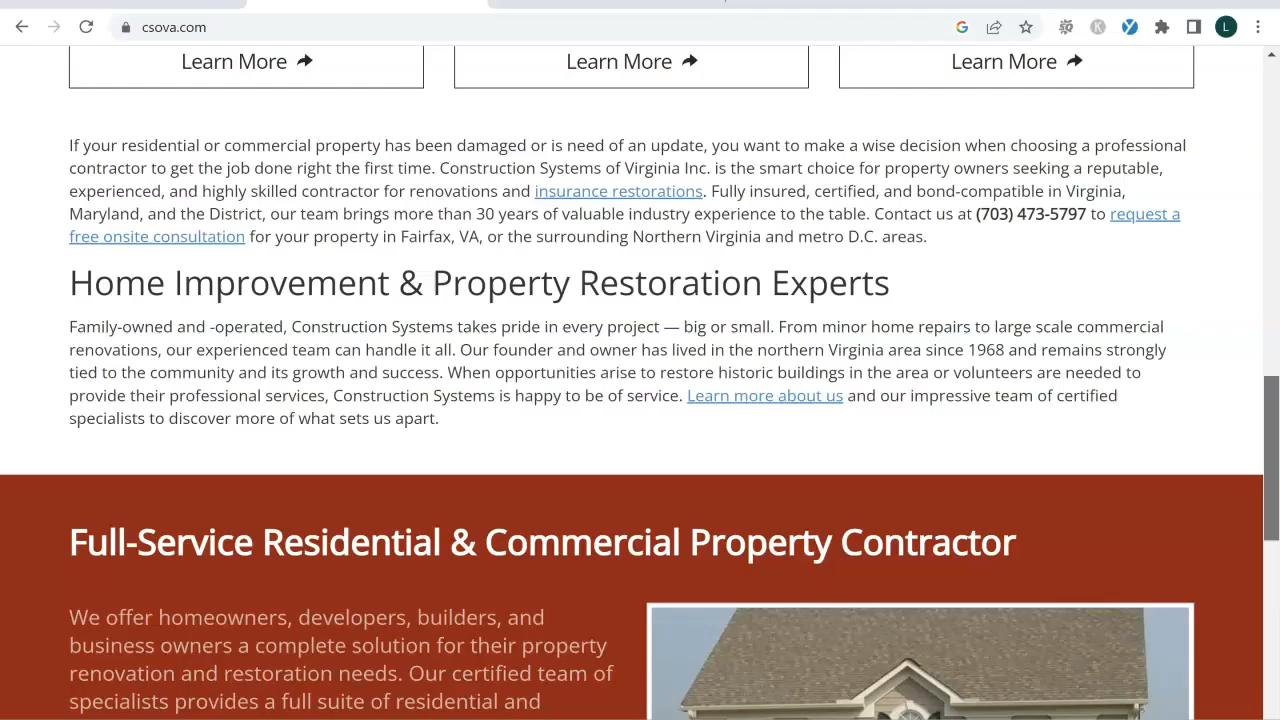 csova.com
L
Learn More
Learn More
Learn More
If your residential or commercial property has been damaged or is need of an update, you want to make a wise decision when choosing a professional
contractor to get the job done right the first time. Construction Systems of Virginia Inc. is the smart choice for property owners seeking a reputable,
experienced, and highly skilled contractor for renovations and insurance restorations. Fully insured, certified, and bond-compatible in Virginia,
Maryland, and the District, our team brings more than 30 years of valuable industry experience to the table. Contact us at (703) 473-5797 to request a
free onsite consultation for your property in Fairfax, VA, or the surrounding Northern Virginia and metro D.C. areas.
Home Improvement & Property Restoration Experts
Family-owned and -operated, Construction Systems takes pride in every project — big or small. From minor home repairs to large scale commercial
renovations, our experienced team can handle it all. Our founder and owner has lived in the northern Virginia area since 1968 and remains strongly
tied to the community and its growth and success. When opportunities arise to restore historic buildings in the area or volunteers are needed to
provide their professional services, Construction Systems is happy to be of service. Learn more about us and our impressive team of certified
specialists to discover more of what sets us apart.
Full-Service Residential & Commercial Property Contractor
We offer homeowners, developers, builders, and
business owners a complete solution for their property
renovation and restoration needs. Our certified team of
specialists provides a full suite of residential and